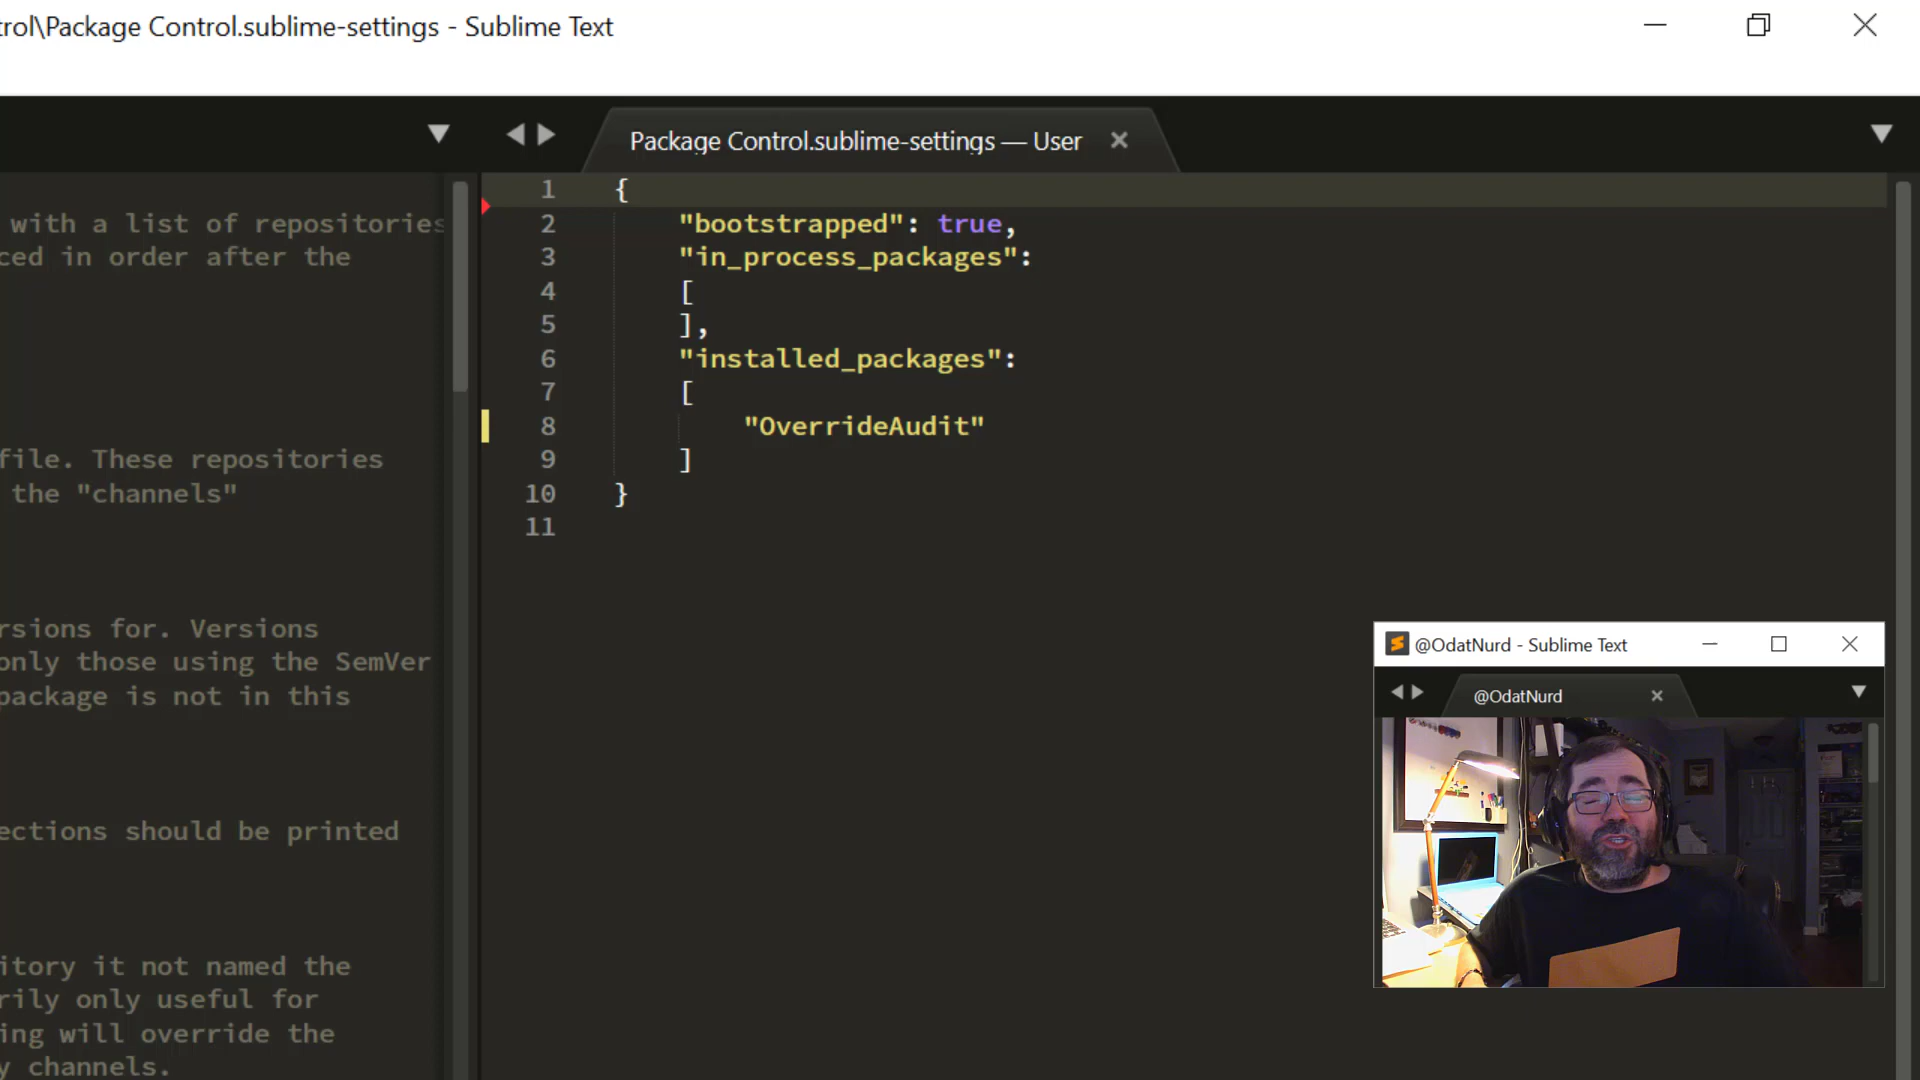 trol\Package Control.sublime-settings - Sublime Text
Package Control.sublime-settings — User
with a list of repositories
ced in order after the
file. These repositories
the "channels"
rsions for. Versions
only those using the SemVer
package is not in this
ections should be printed
itory it not named the
rily only useful for
ing will override the
y channels.
1 {
2 "bootstrapped": true,
3 "in_process_packages":
4 [
5 ],
6 "installed_packages":
7 [
8 "OverrideAudit"
9 ]
10 }
11
@OdatNurd - Sublime Text
@OdatNurd